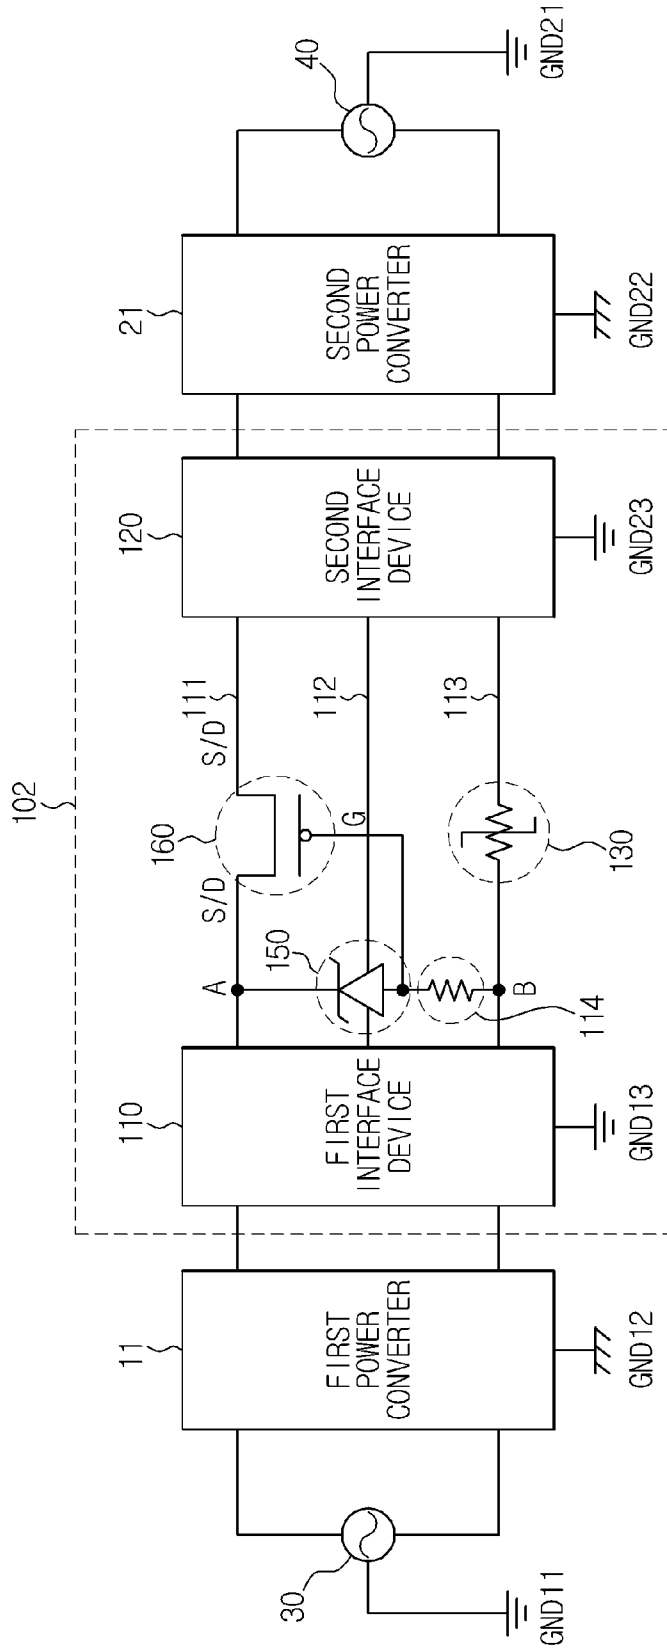 102
11
110
120
21
A
S/D
160
S/D
111
150
G
112
113
B
114
130
30
40
FIRST
POWER
CONVERTER
FIRST
INTERFACE
DEVICE
SECOND
INTERFACE
DEVICE
SECOND
POWER
CONVERTER
GND11
GND12
GND13
GND23
GND22
GND21